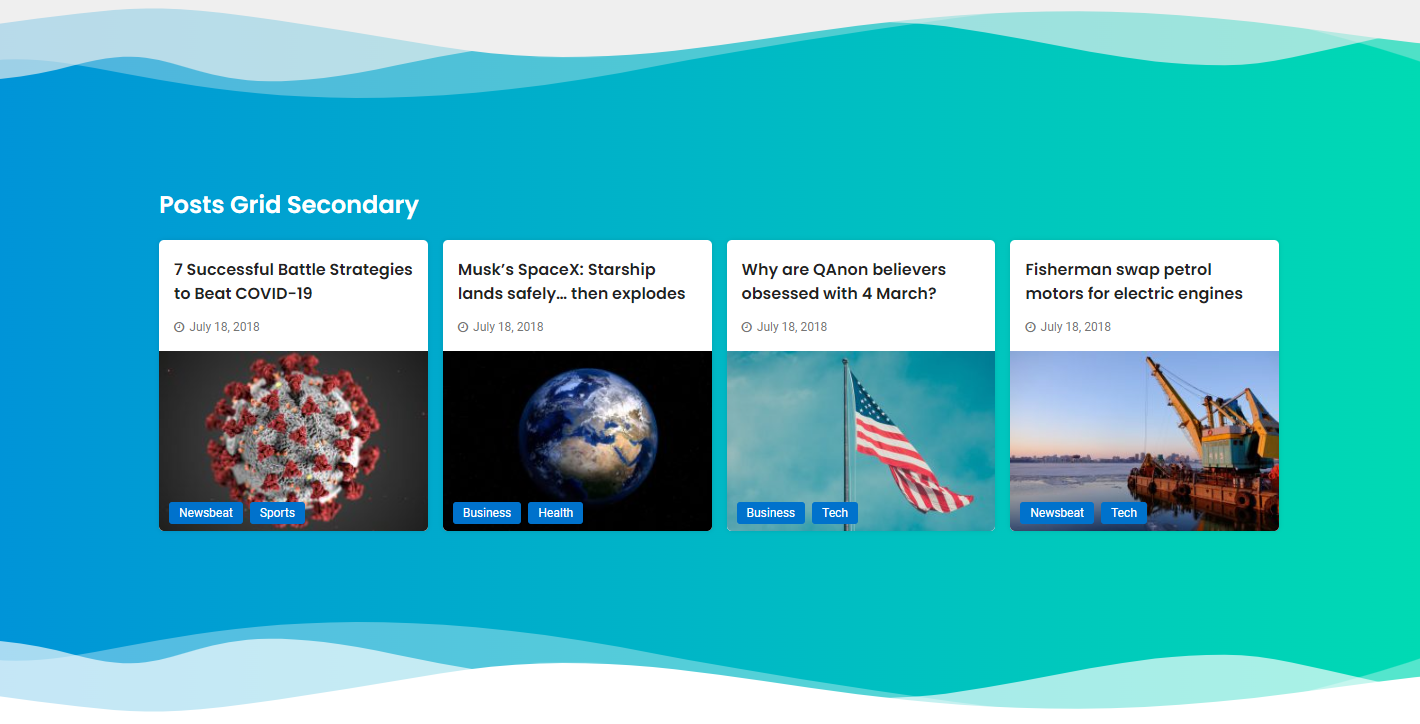 Posts Grid Secondary
7 Successful Battle Strategies
to Beat COVID-19
July 18, 2018
Newsbeat Sports
Musk’s SpaceX: Starship
lands safely… then explodes
July 18, 2018
Business Health
Why are QAnon believers
obsessed with 4 March?
July 18, 2018
Business Tech
Fisherman swap petrol
motors for electric engines
July 18, 2018
Newsbeat Tech